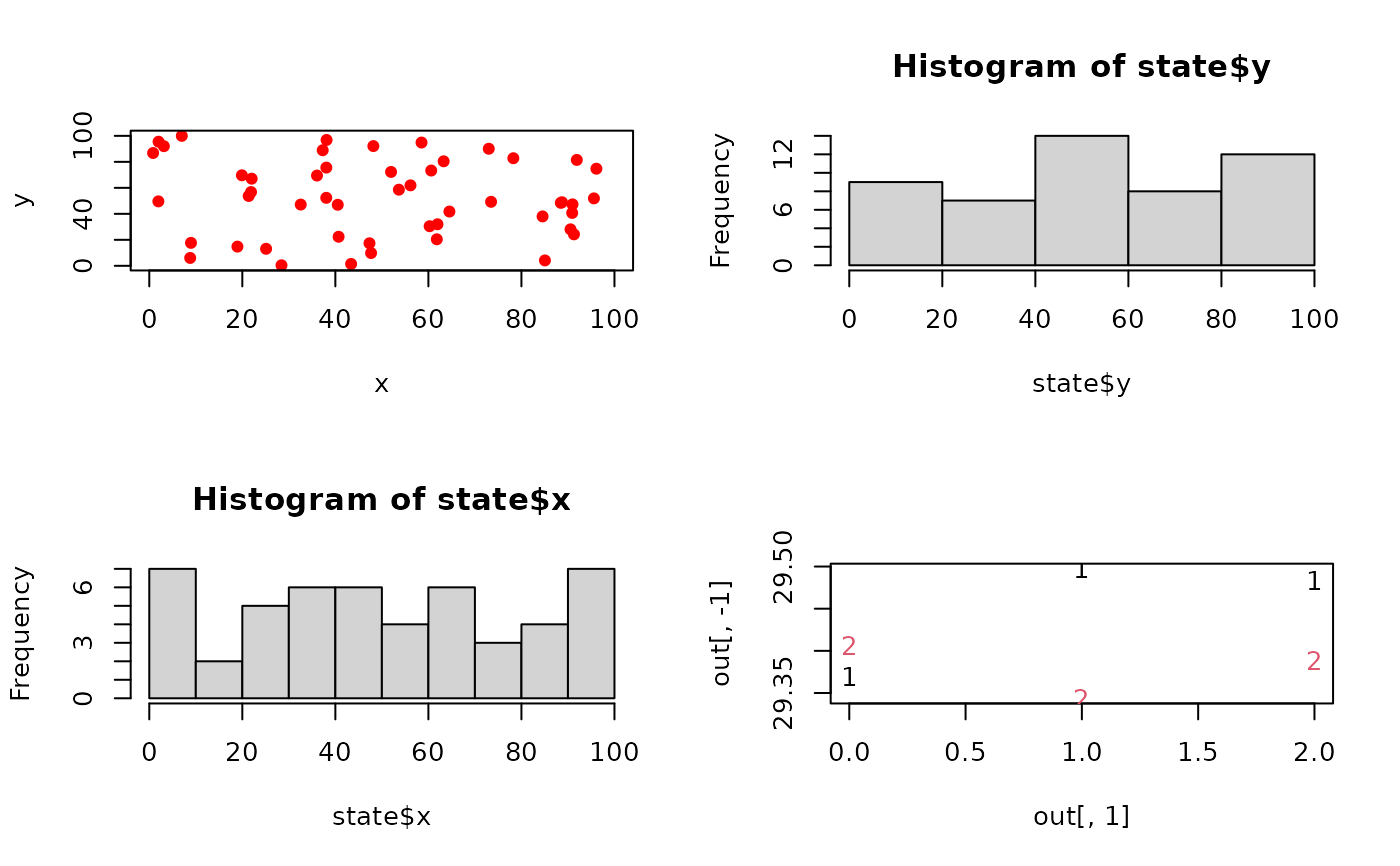 100
40
0
y
0 20 40 60 80 100
x
Histogram of state$y
12
6
0
Frequency
0 20 40 60 80 100
state$y
Histogram of state$x
6
3
0
Frequency
0 20 40 60 80 100
state$x
29.50
29.35
out[, -1]
1
1
2
2
1
2
0.0 0.5 1.0 1.5 2.0
out[, 1]